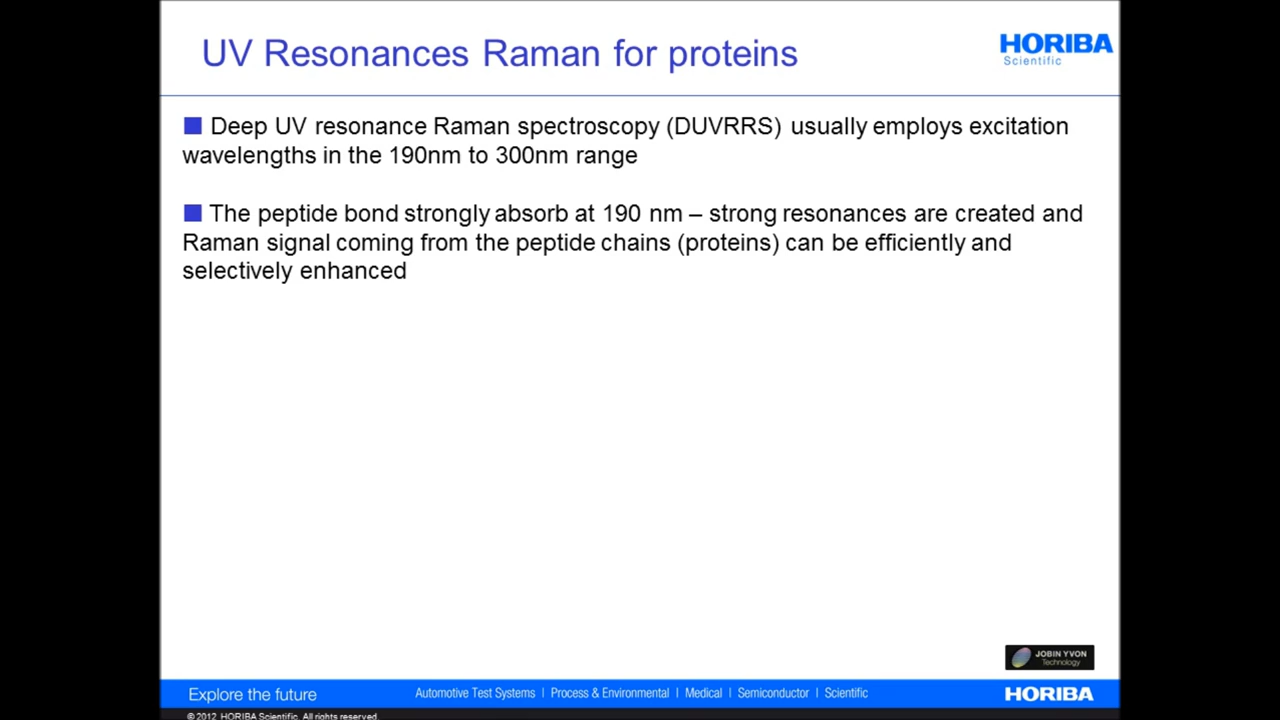 UV Resonances Raman for proteins
HORIBA
Scientific
Deep UV resonance Raman spectroscopy (DUVRRS) usually employs excitation
wavelengths in the 190nm to 300nm range
The peptide bond strongly absorb at 190 nm – strong resonances are created and
Raman signal coming from the peptide chains (proteins) can be efficiently and
selectively enhanced
JOBIN YVON
Technology
Explore the future
Automotive Test Systems | Process & Environmental | Medical | Semiconductor | Scientific
HORIBA
© 2012 HORIBA Scientific. All rights reserved.